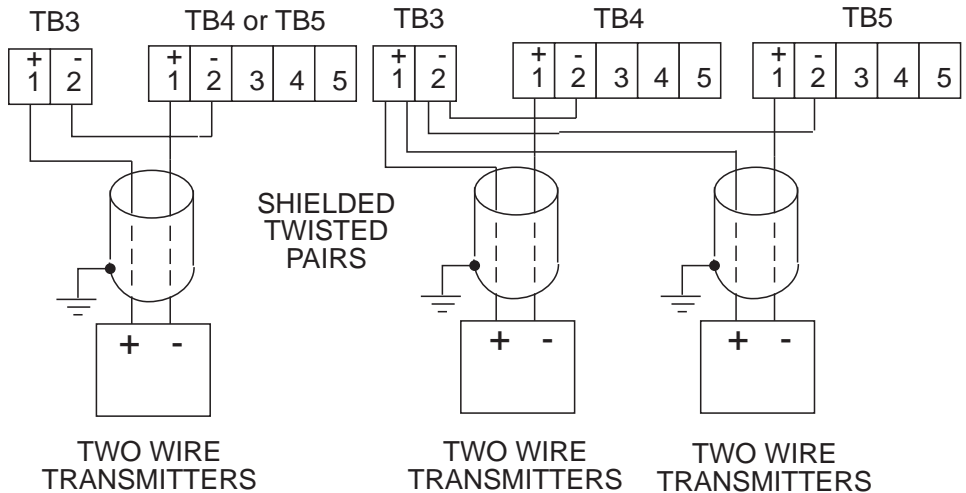 TB3 TB4 or TB5 TB3 TB4 TB5
+ - + - + - + - + -
1 2 1 2 3 4 5 1 2 1 2 3 4 5 1 2 3 4 5
SHIELDED
TWISTED
PAIRS
+ - + - + -
TWO WIRE
TRANSMITTERS
TWO WIRE
TRANSMITTERS
TWO WIRE
TRANSMITTERS